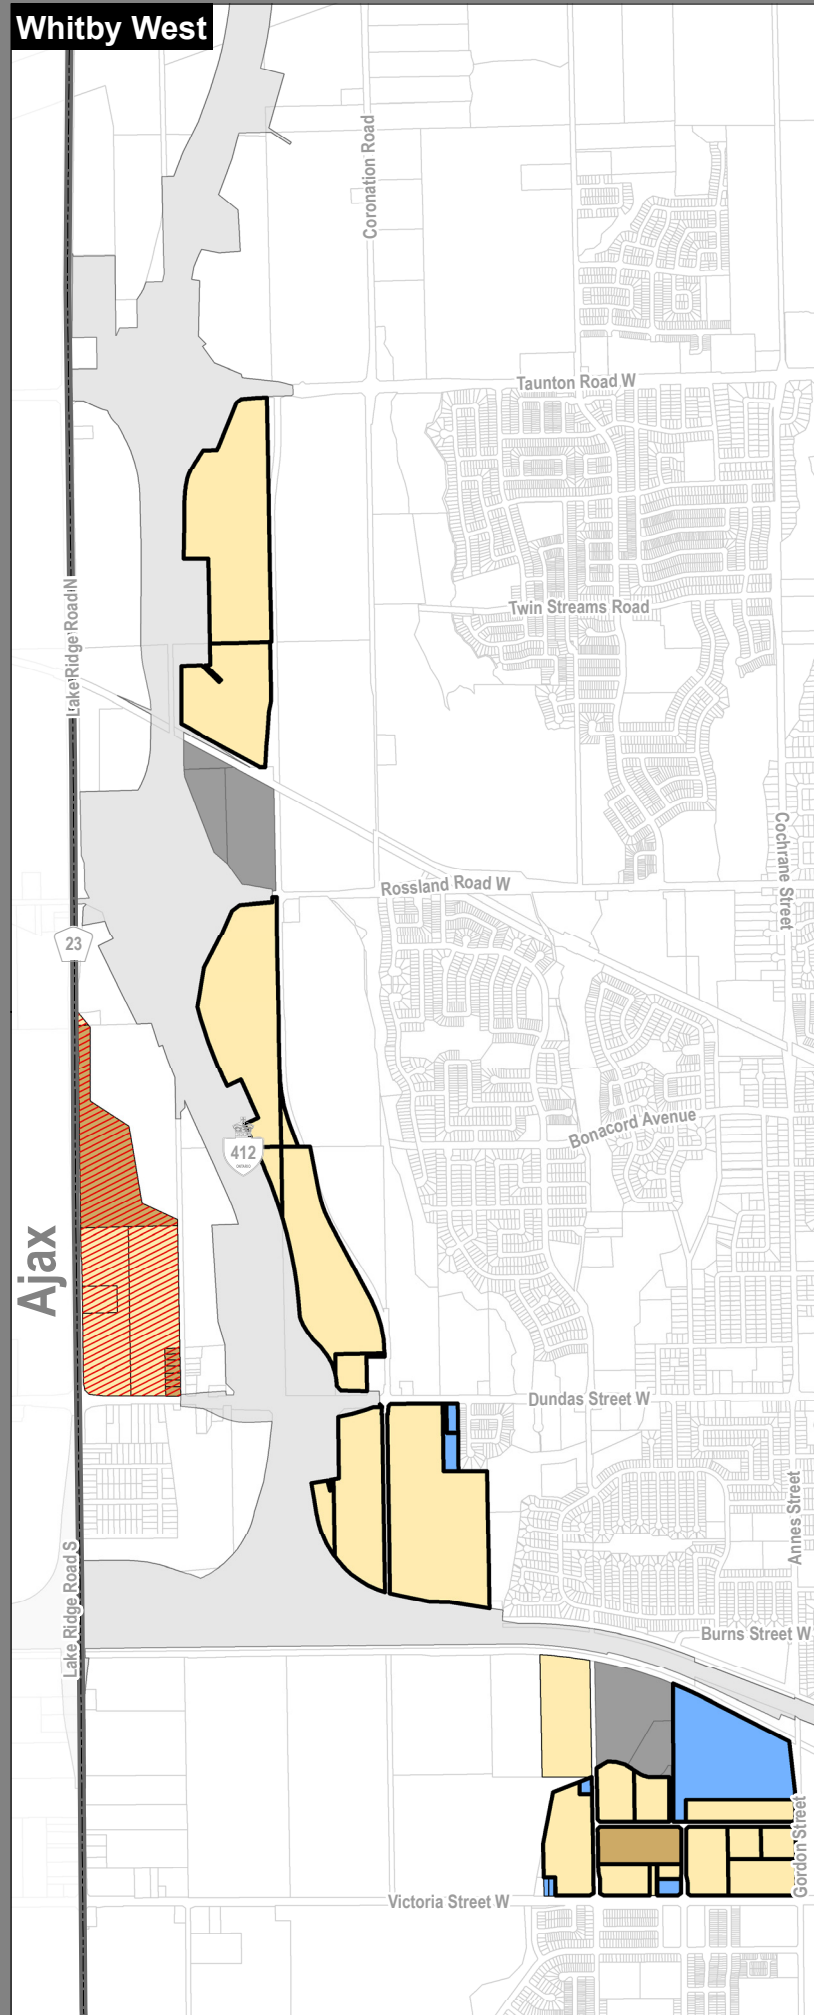 Whitby West
Coronation Road
Taunton Road W
Lake Ridge Road N
Twin Streams Road
Cochrane Street
Rossland Road W
23
Bonacord Avenue
412
ONTARIO
Ajax
Dundas Street W
Annes Street
Lake Ridge Road S
Burns Street W
Gordon Street
Victoria Street W